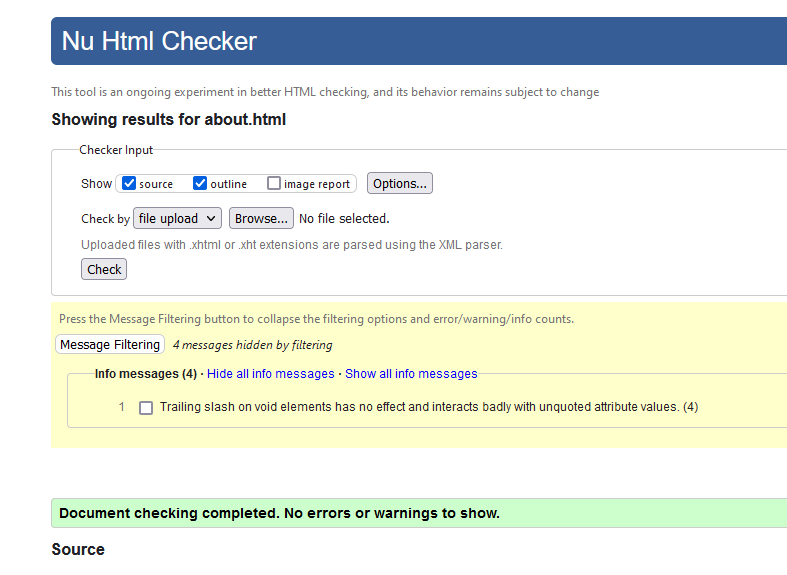 Nu Html Checker
This tool is an ongoing experiment in better HTML checking, and its behavior remains subject to change
Showing results for about.html
Checker Input
Show source outline image report Options...
Check by file upload Browse... No file selected.
Uploaded files with .xhtml or .xht extensions are parsed using the XML parser.
Check
Press the Message Filtering button to collapse the filtering options and error/warning/info counts.
Message Filtering 4 messages hidden by filtering
Info messages (4) · Hide all info messages · Show all info messages
1 Trailing slash on void elements has no effect and interacts badly with unquoted attribute values. (4)
Document checking completed. No errors or warnings to show.
Source